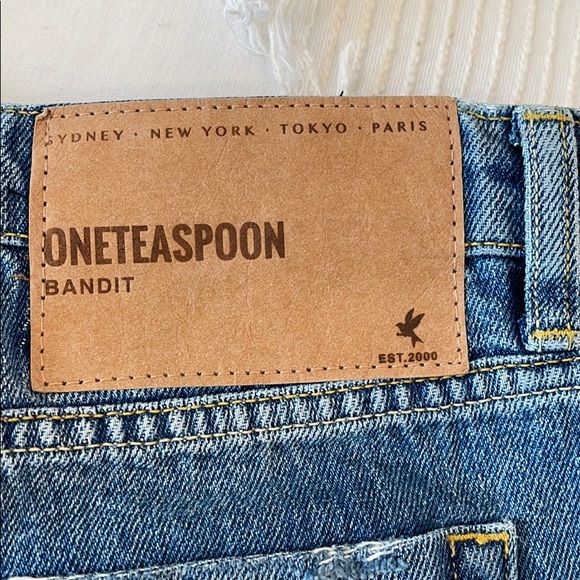 SYDNEY · NEW YORK · TOKYO · PARIS
ONETEASPOON
BANDIT
EST.2000